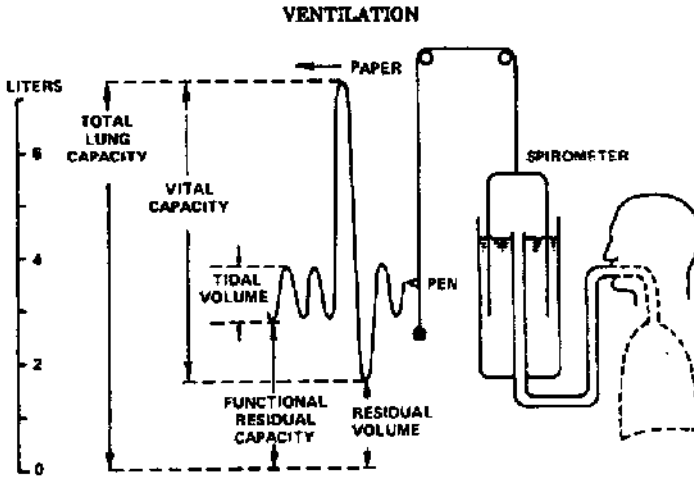 VENTILATION
PAPER
LITERS
TOTAL
LUNG
CAPACITY
6
SPIROMETER
VITAL
CAPACITY
4
TIDAL
VOLUME
PEN
2
FUNCTIONAL
RESIDUAL
CAPACITY
RESIDUAL
VOLUME
0